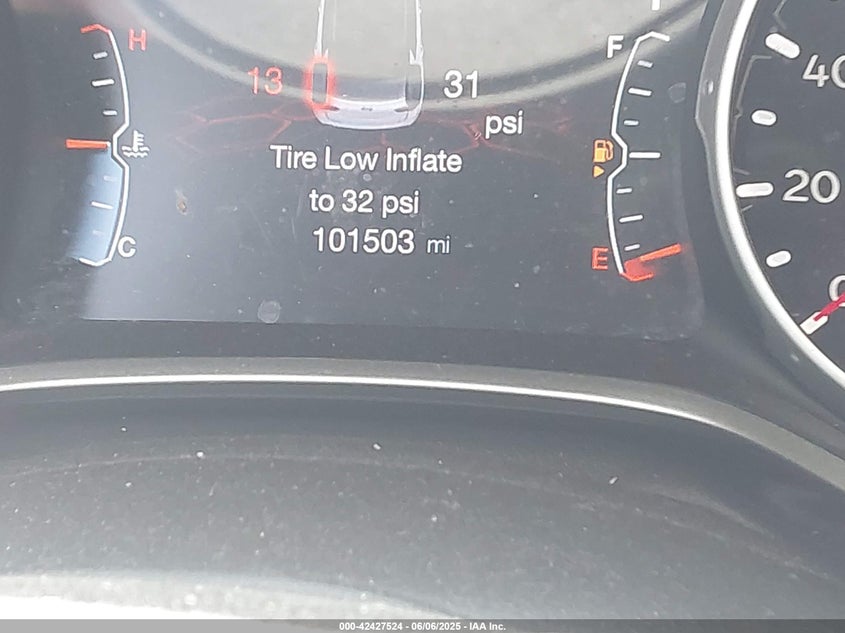 H
F
40
13
31
psi
Tire Low Inflate
20
to 32 psi
101503 mi
C
E
0
000-42427524 - 06/06/2025 - IAA Inc.